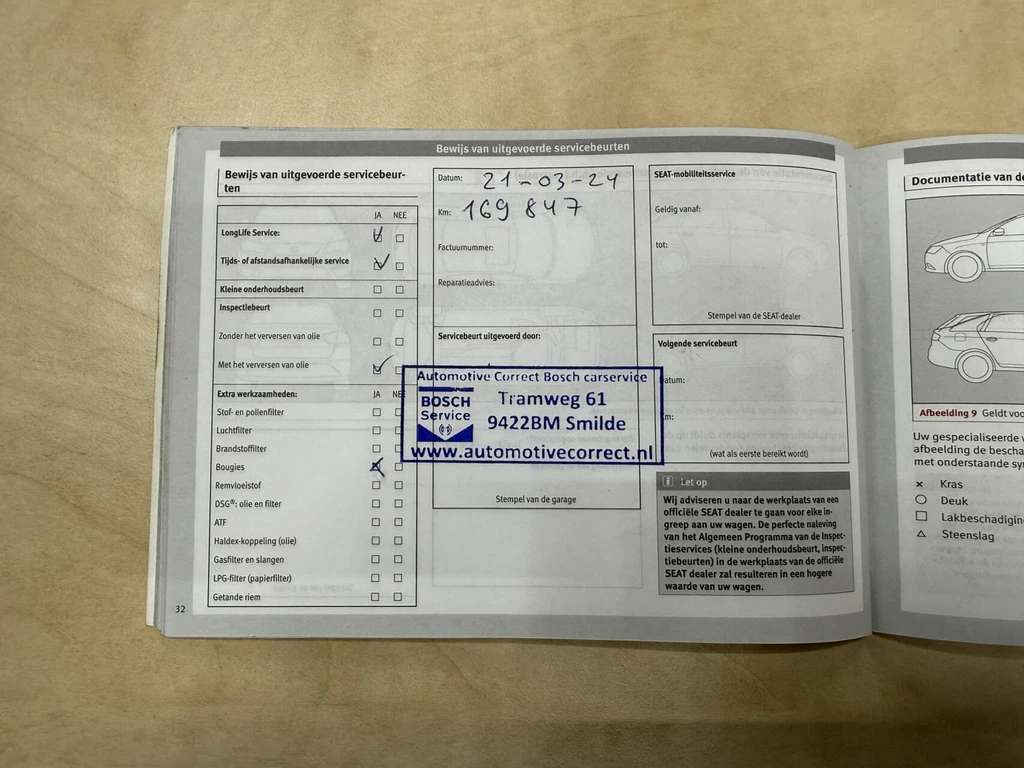 Bewijs van uitgevoerde servicebeurten
Bewijs van uitgevoerde servicebeur-
ten
JA NEE
LongLife Service:
Tijds- of afstandsafhankelijke service
Kleine onderhoudsbeurt
Inspectiebeurt
Zonder het verversen van olie
Met het verversen van olie
Extra werkzaamheden: JA NE
Stof- en pollenfilter
Luchtfilter
Brandstoffilter
Bougies
Remvloeistof
DSG®: olie en filter
ATF
Haldex-koppeling (olie)
Gasfilter en slangen
LPG-filter (papierfilter)
Getande riem
32
Datum: 21-03-24
Km: 169 847
Factuurnummer:
Reparatieadvies:
Servicebeurt uitgevoerd door:
Automotive Correct Bosch carservice
BOSCH
Service
Tramweg 61
9422BM Smilde
www.automotivecorrect.nl
Stempel van de garage
SEAT-mobiliteitsservice
Geldig vanaf:
tot:
Stempel van de SEAT-dealer
Volgende servicebeurt
Datum:
Km:
(wat als eerste bereikt wordt)
Let op
Wij adviseren u naar de werkplaats van een
officiële SEAT dealer te gaan voor elke in-
greep aan uw wagen. De perfecte naleving
van het Algemeen Programma van de Inspec-
tieservices (kleine onderhoudsbeurt, inspec-
tiebeurten) in de werkplaats van de officiële
SEAT dealer zal resulteren in een hogere
waarde van uw wagen.
Documentatie van de
Afbeelding 9 Geldt voo
Uw gespecialiseerde
afbeelding de bescha
met onderstaande sy
Kras
Deuk
Lakbeschadigin
Steenslag